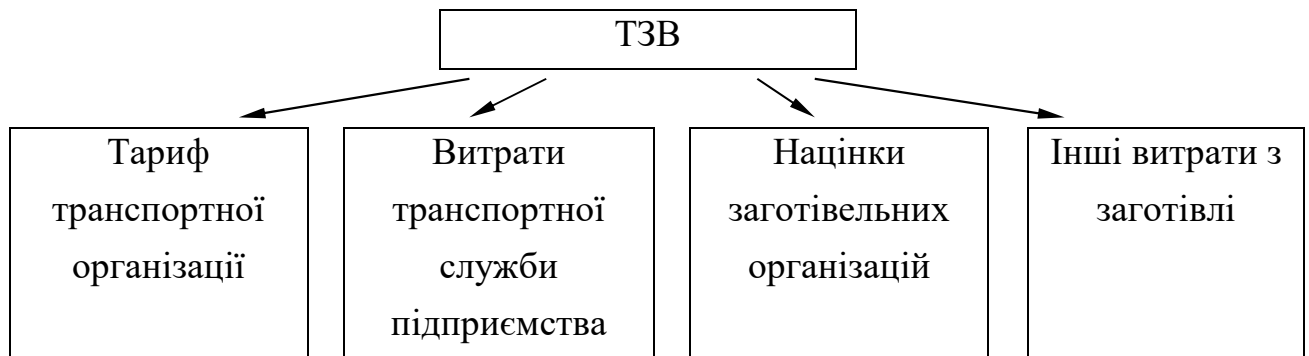 ТЗВ
Тариф
транспортної
організації
Витрати
транспортної
служби
підприємства
Націнки
заготівельних
організацій
Інші витрати з
заготівлі